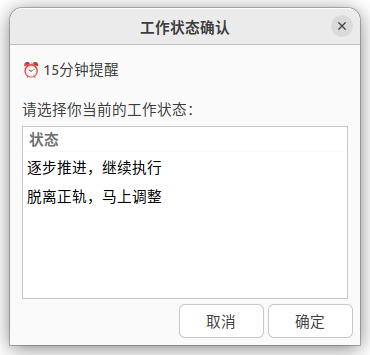 工作状态确认
⏰ 15分钟提醒
请选择你当前的工作状态：
状态
逐步推进，继续执行
脱离正轨，马上调整
取消 确定